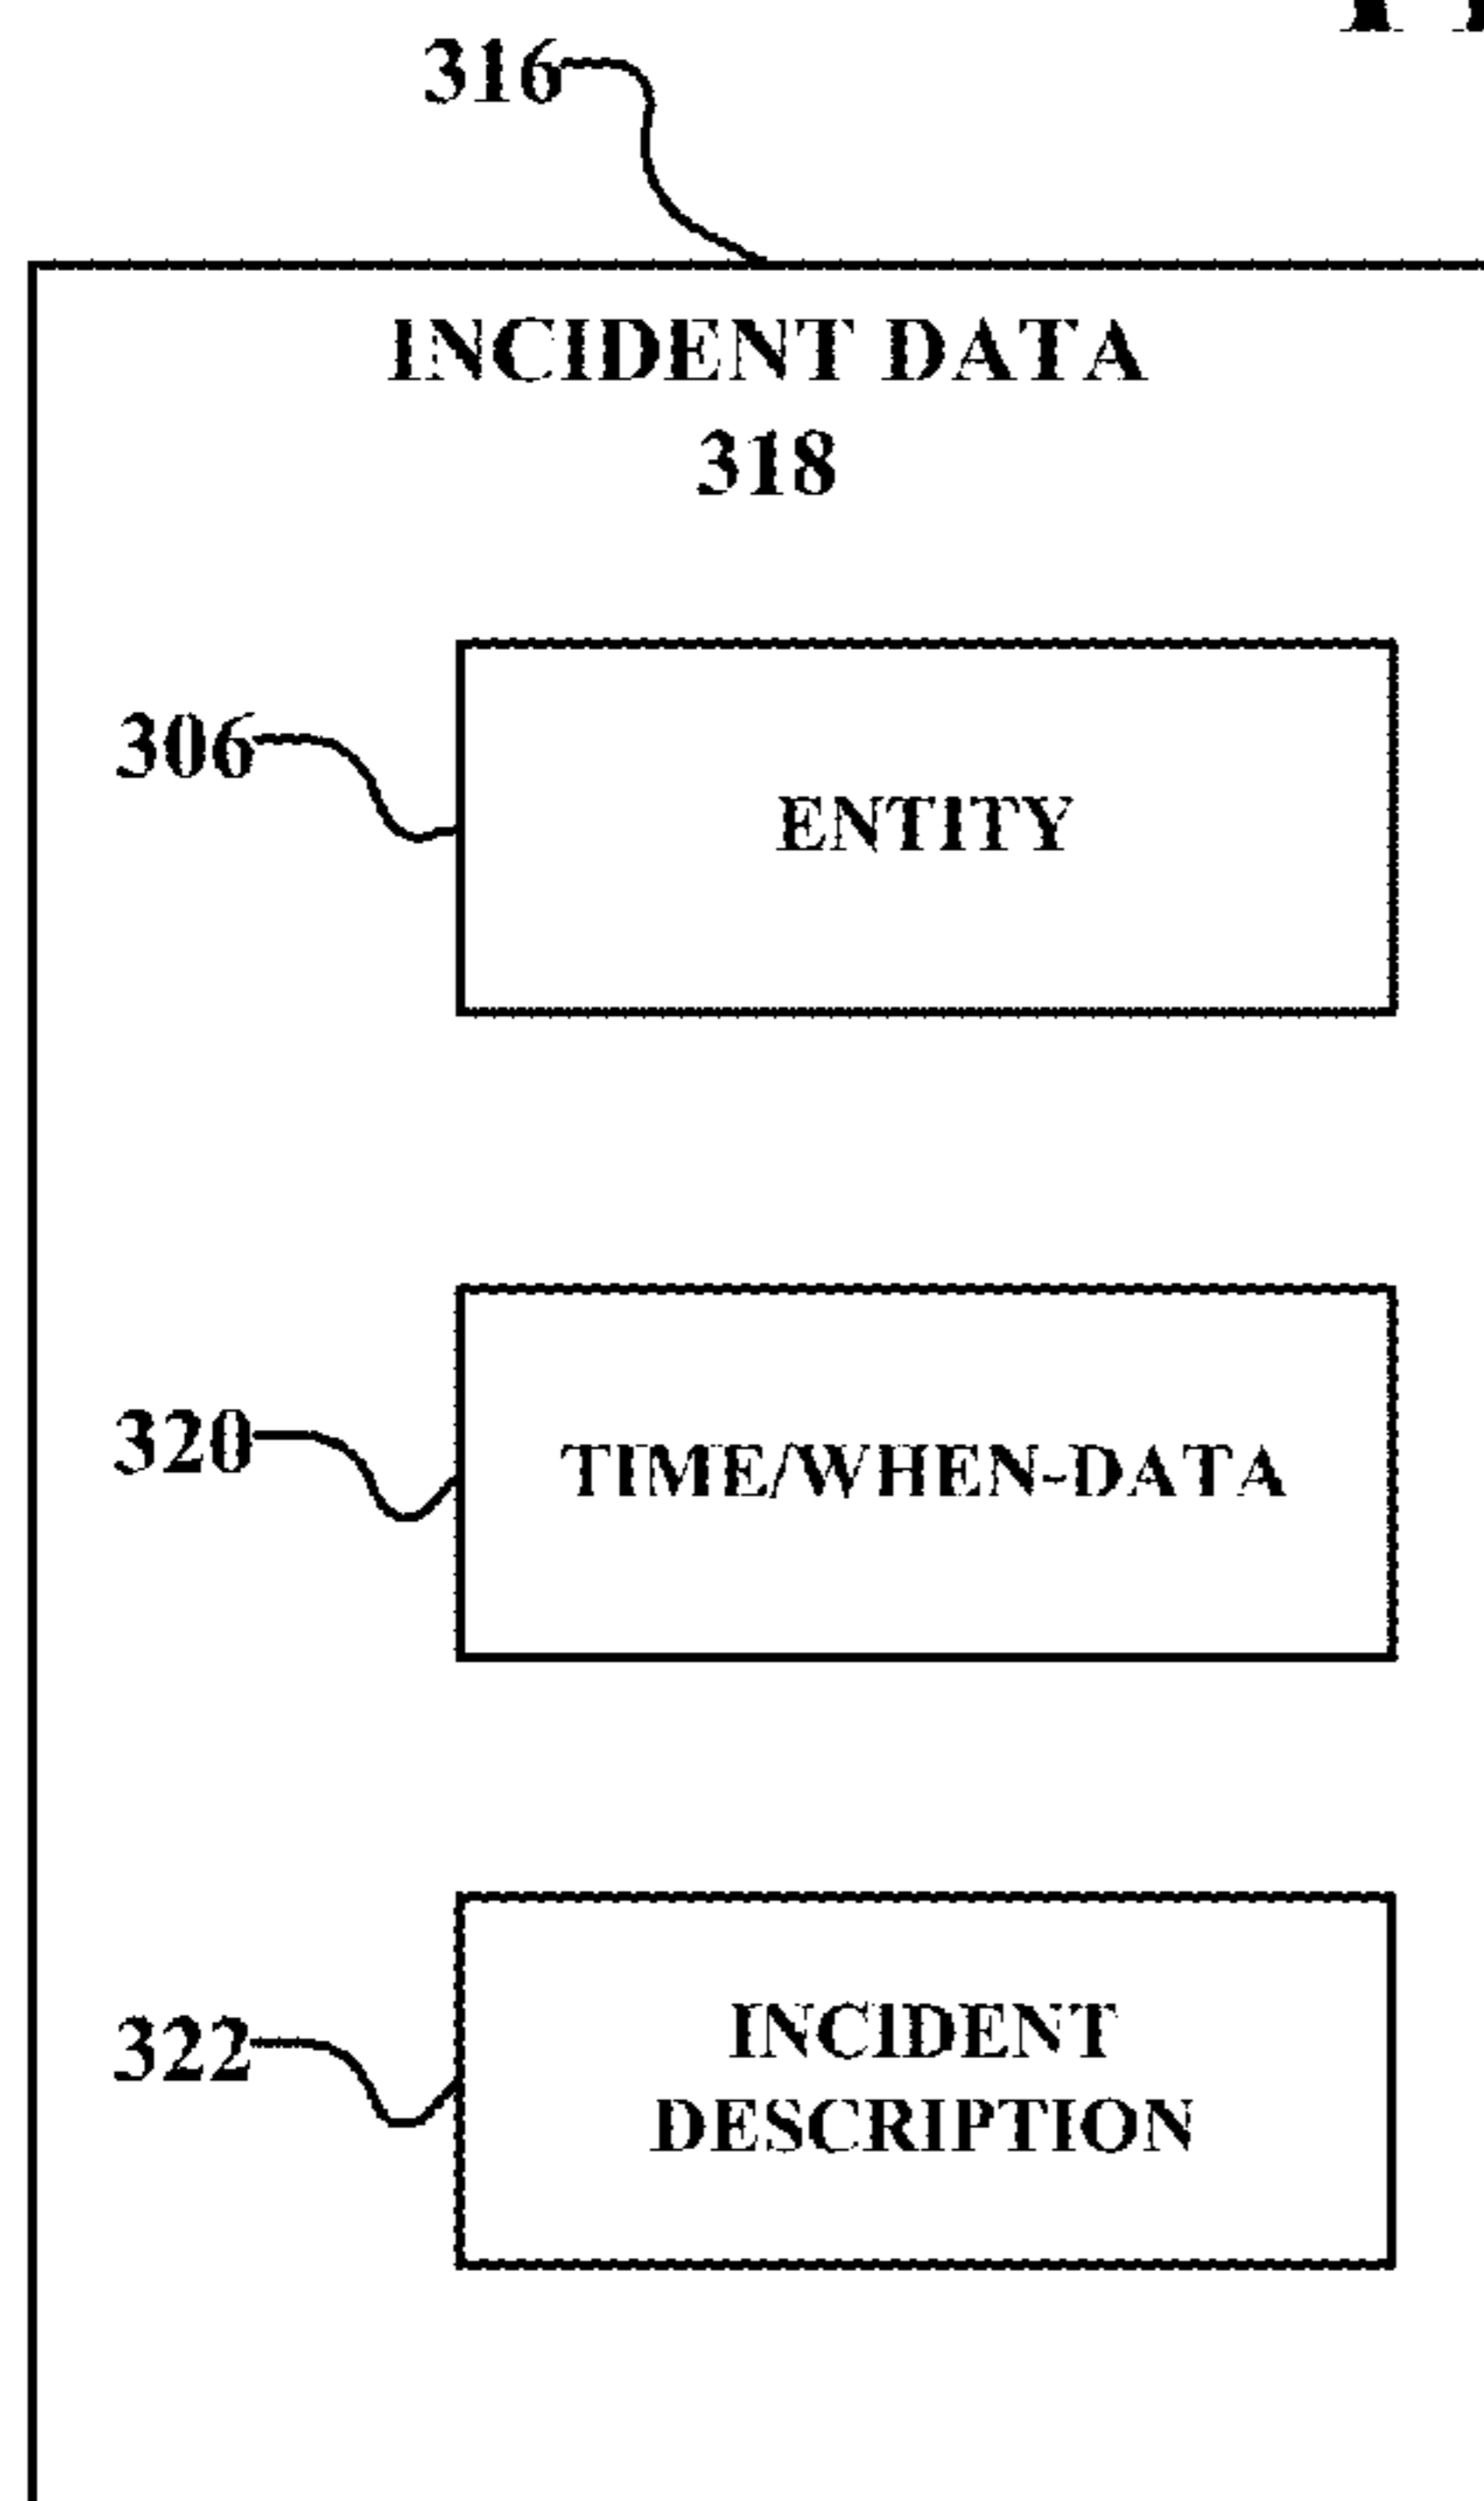 316
INCIDENT DATA
318
306
ENTITY
320
TIME/WHEN-DATA
322
INCIDENT
DESCRIPTION